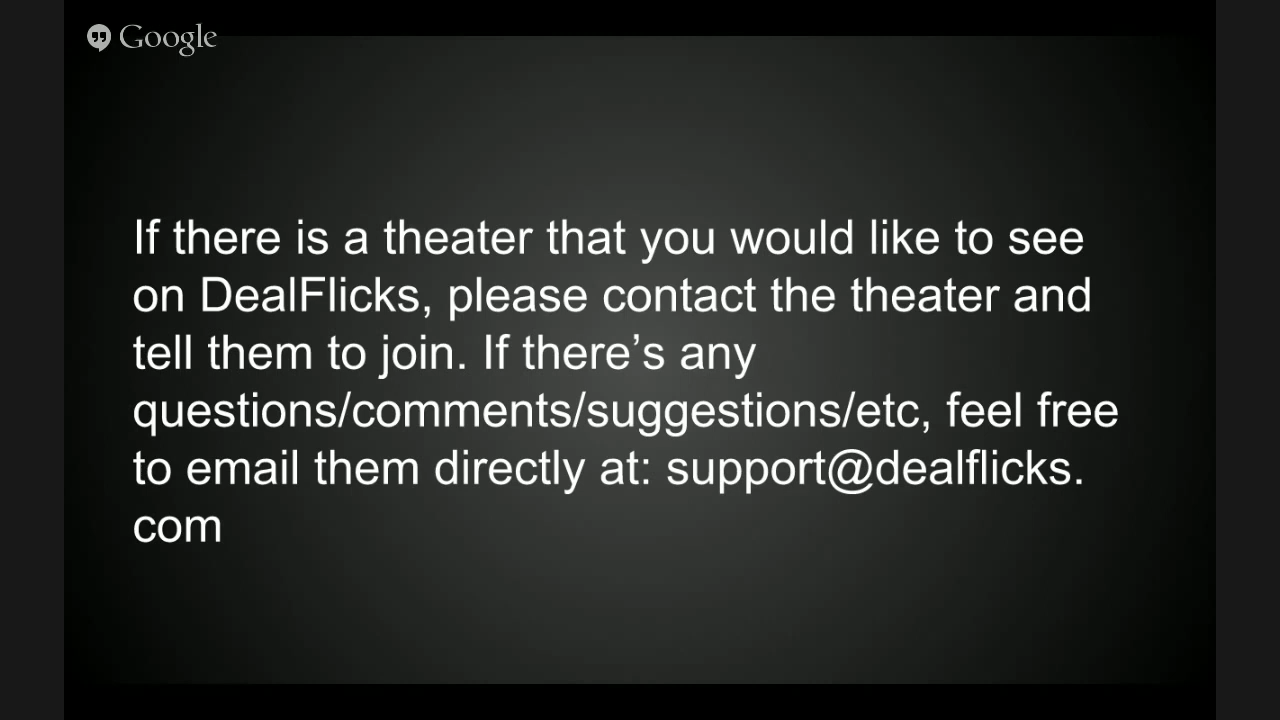 Google
If there is a theater that you would like to see
on DealFlicks, please contact the theater and
tell them to join. If there’s any
questions/comments/suggestions/etc, feel free
to email them directly at: support@dealflicks.
com